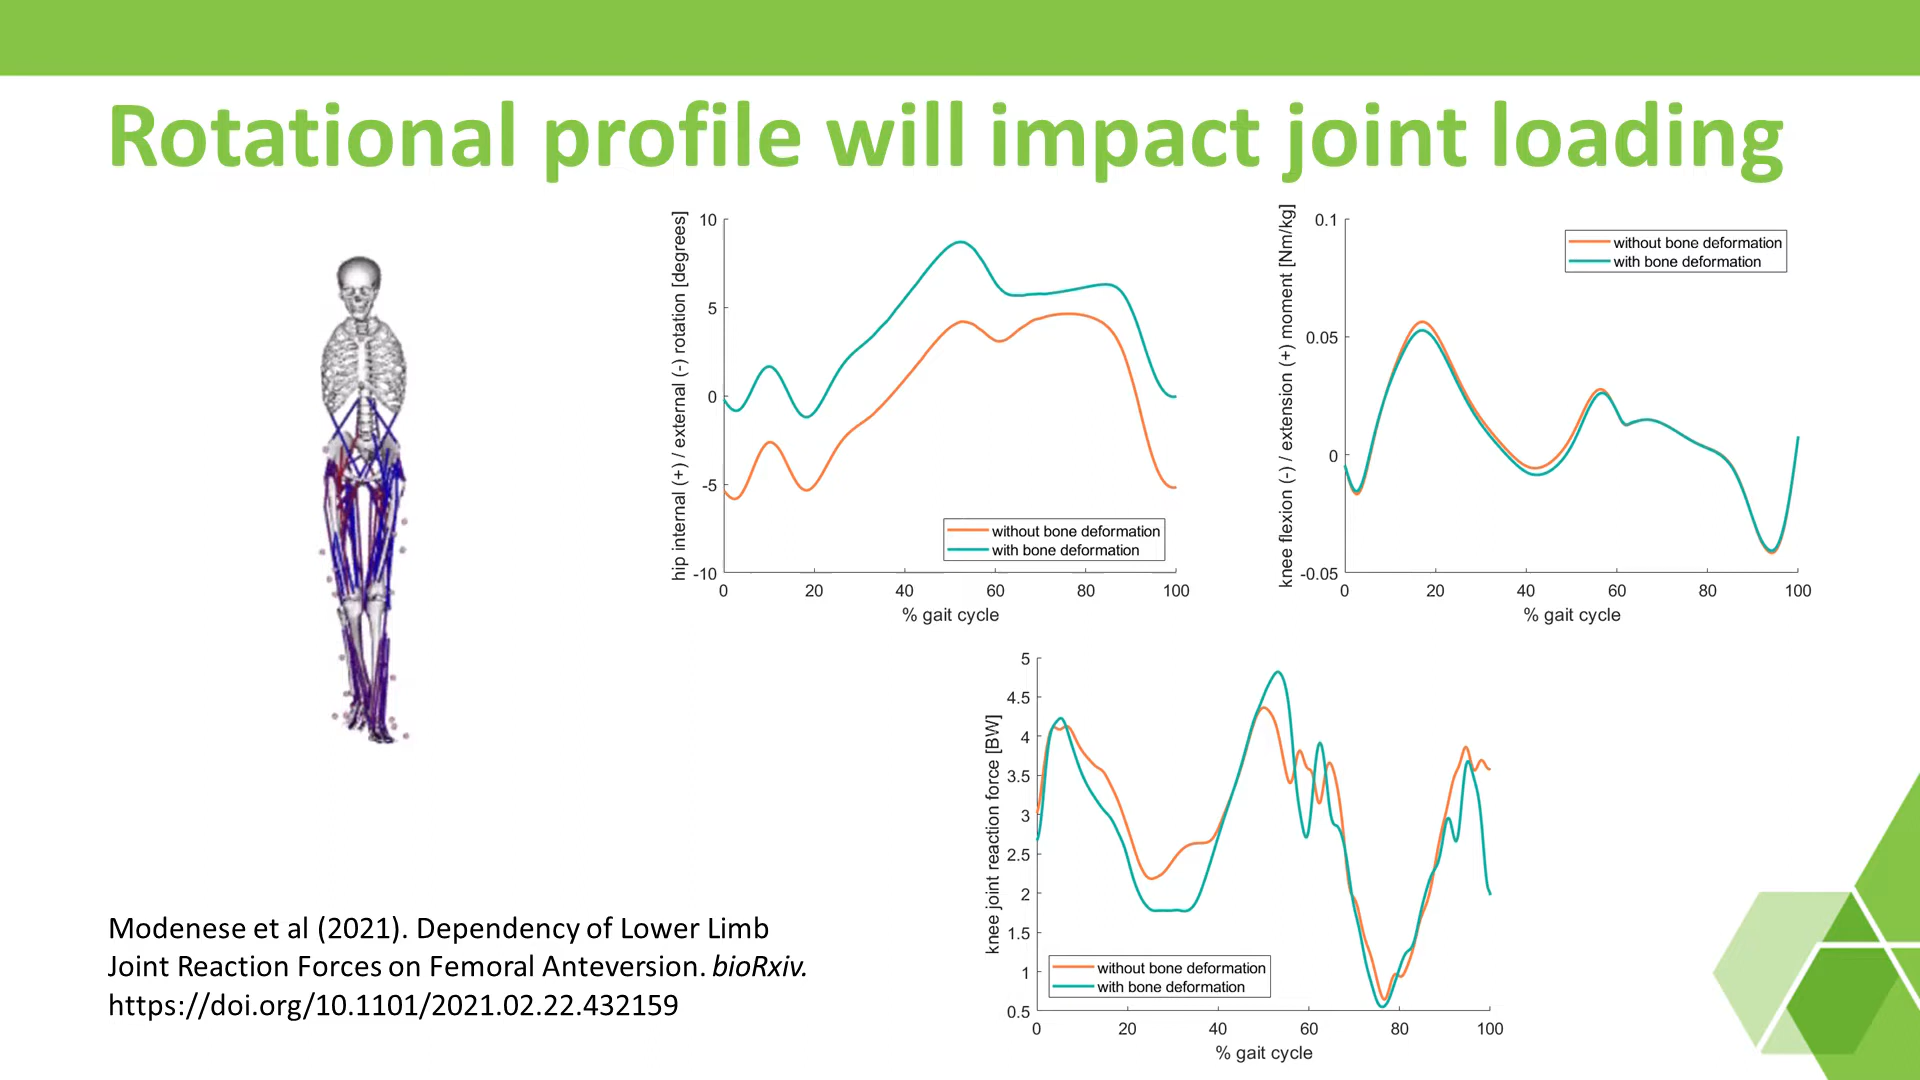 Rotational profile will impact joint loading
hip internal (+) / external (-) rotation [degrees]
10
5
0
-5
-10
without bone deformation
with bone deformation
0 20 40 60 80 100
% gait cycle
knee flexion (-) / extension (+) moment [Nm/kg]
0.1
0.05
0
-0.05
without bone deformation
with bone deformation
0 20 40 60 80 100
% gait cycle
knee joint reaction force [BW]
5
4.5
4
3.5
3
2.5
2
1.5
1
0.5
without bone deformation
with bone deformation
0 20 40 60 80 100
% gait cycle
Modenese et al (2021). Dependency of Lower Limb
Joint Reaction Forces on Femoral Anteversion. bioRxiv.
https://doi.org/10.1101/2021.02.22.432159